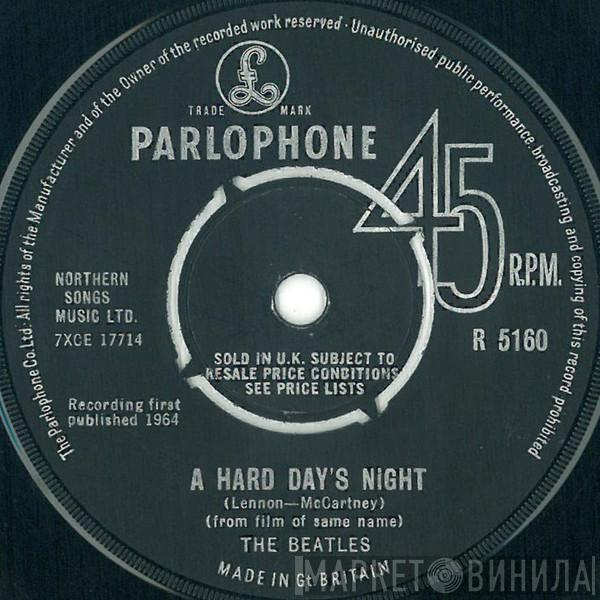 The Parlophone Co. Ltd. All rights of the Manufacturer and of the Owner of the recorded work reserved · Unauthorised public performance, broadcasting and copying of this record prohibited
£
TRADE MARK
PARLOPHONE
45
R.P.M.
NORTHERN
SONGS
MUSIC LTD.
7XCE 17714
R 5160
SOLD IN U.K. SUBJECT TO
RESALE PRICE CONDITIONS
SEE PRICE LISTS
Recording first
published 1964
A HARD DAY'S NIGHT
(Lennon—McCartney)
(from film of same name)
THE BEATLES
MADE IN Gt BRITAIN
МАРКЕТ ВИНИЛА